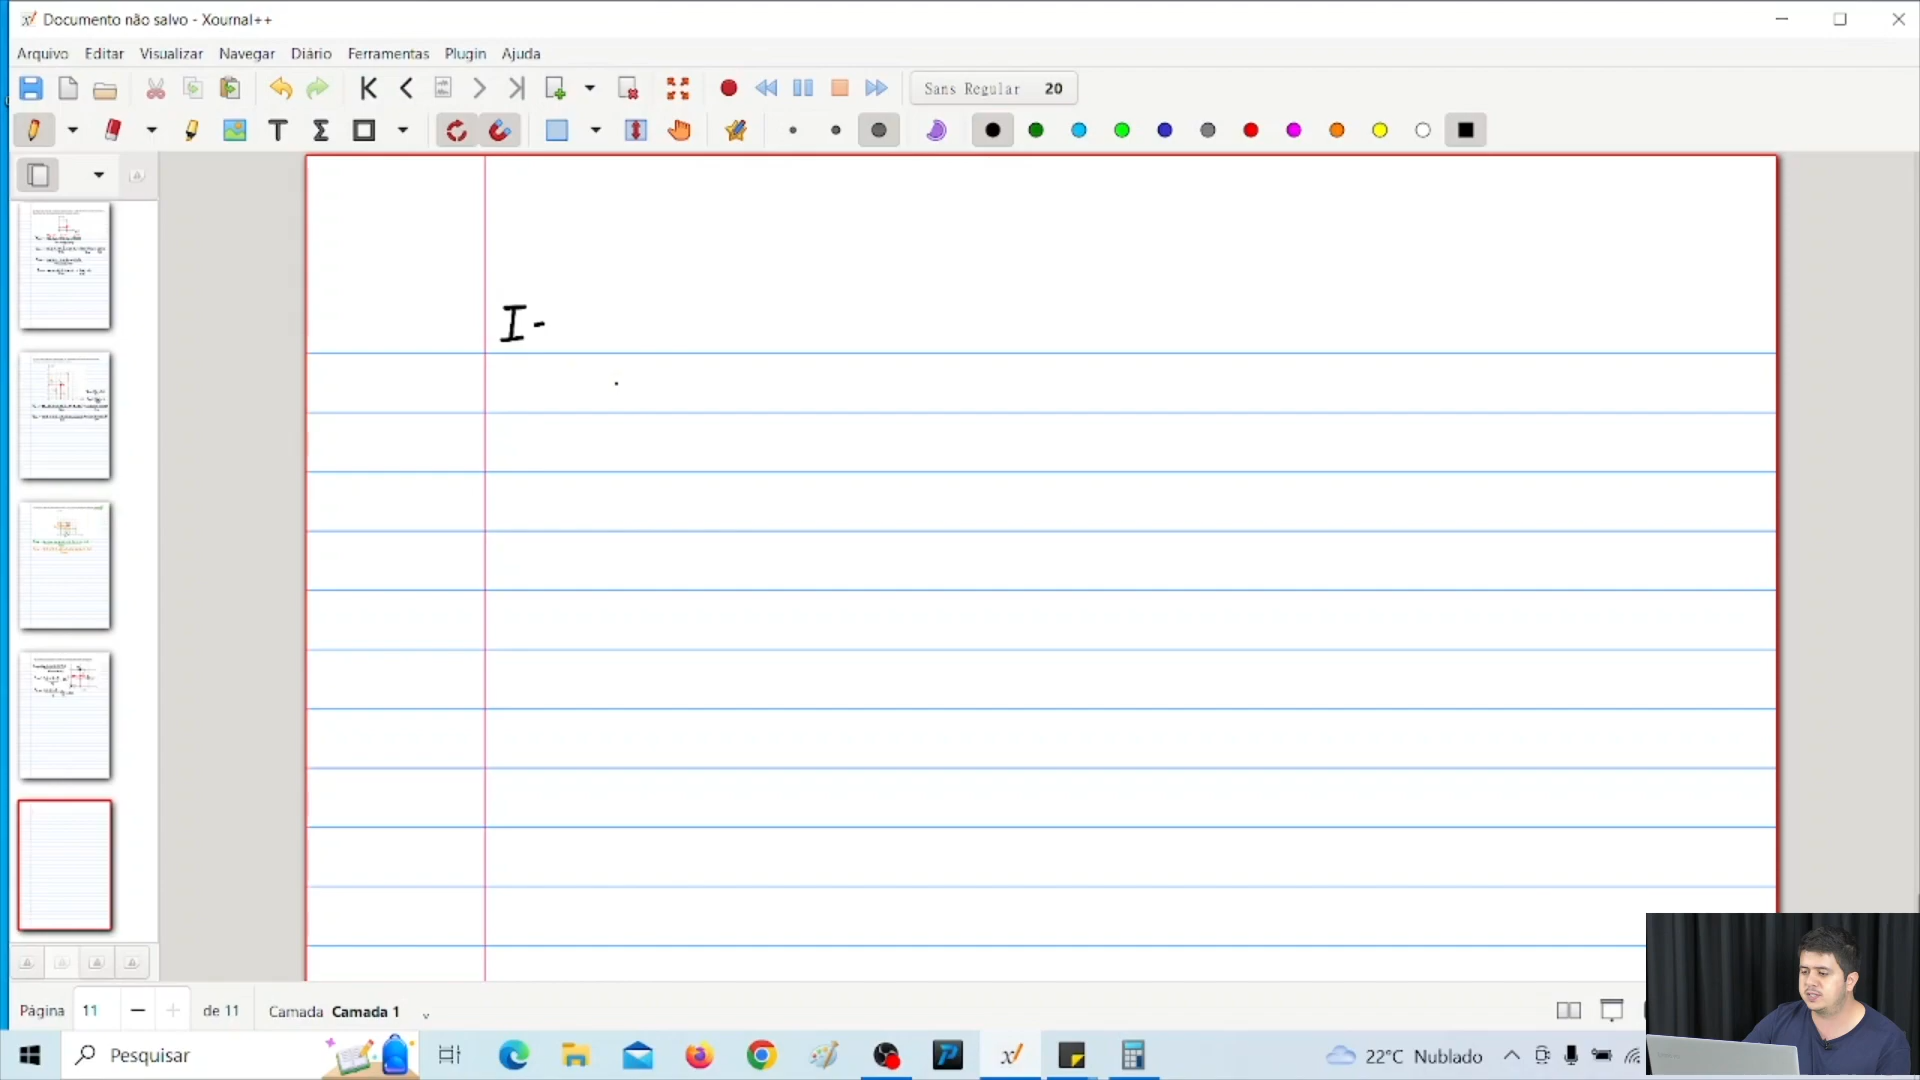 Documento não salvo - Xournal++
Arquivo Editar Visualizar Navegar Diário Ferramentas Plugin Ajuda
Sans Regular 20
I-
Página 11 de 11 Camada Camada 1
Pesquisar
22°C Nublado